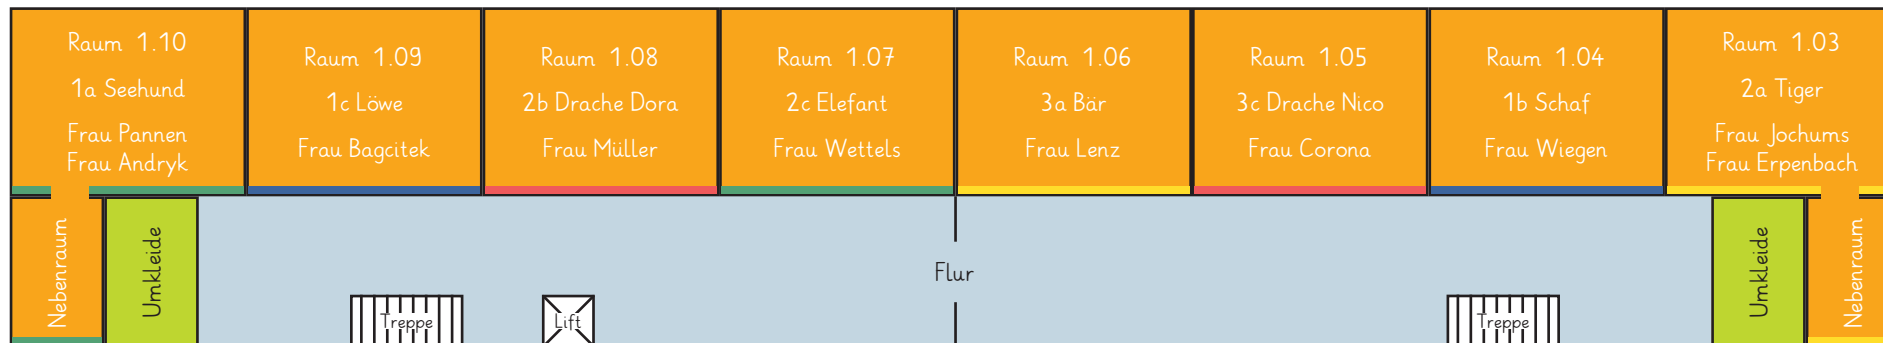 Raum 1.10
1a Seehund
Frau Pannen
Frau Andryk
Raum 1.09
1c Löwe
Frau Bagcitek
Raum 1.08
2b Drache Dora
Frau Müller
Raum 1.07
2c Elefant
Frau Wettels
Raum 1.06
3a Bär
Frau Lenz
Raum 1.05
3c Drache Nico
Frau Corona
Raum 1.04
1b Schaf
Frau Wiegen
Raum 1.03
2a Tiger
Frau Jochums
Frau Erpenbach
Nebenraum
Umkleide
Treppe
Lift
Flur
Treppe
Umkleide
Nebenraum